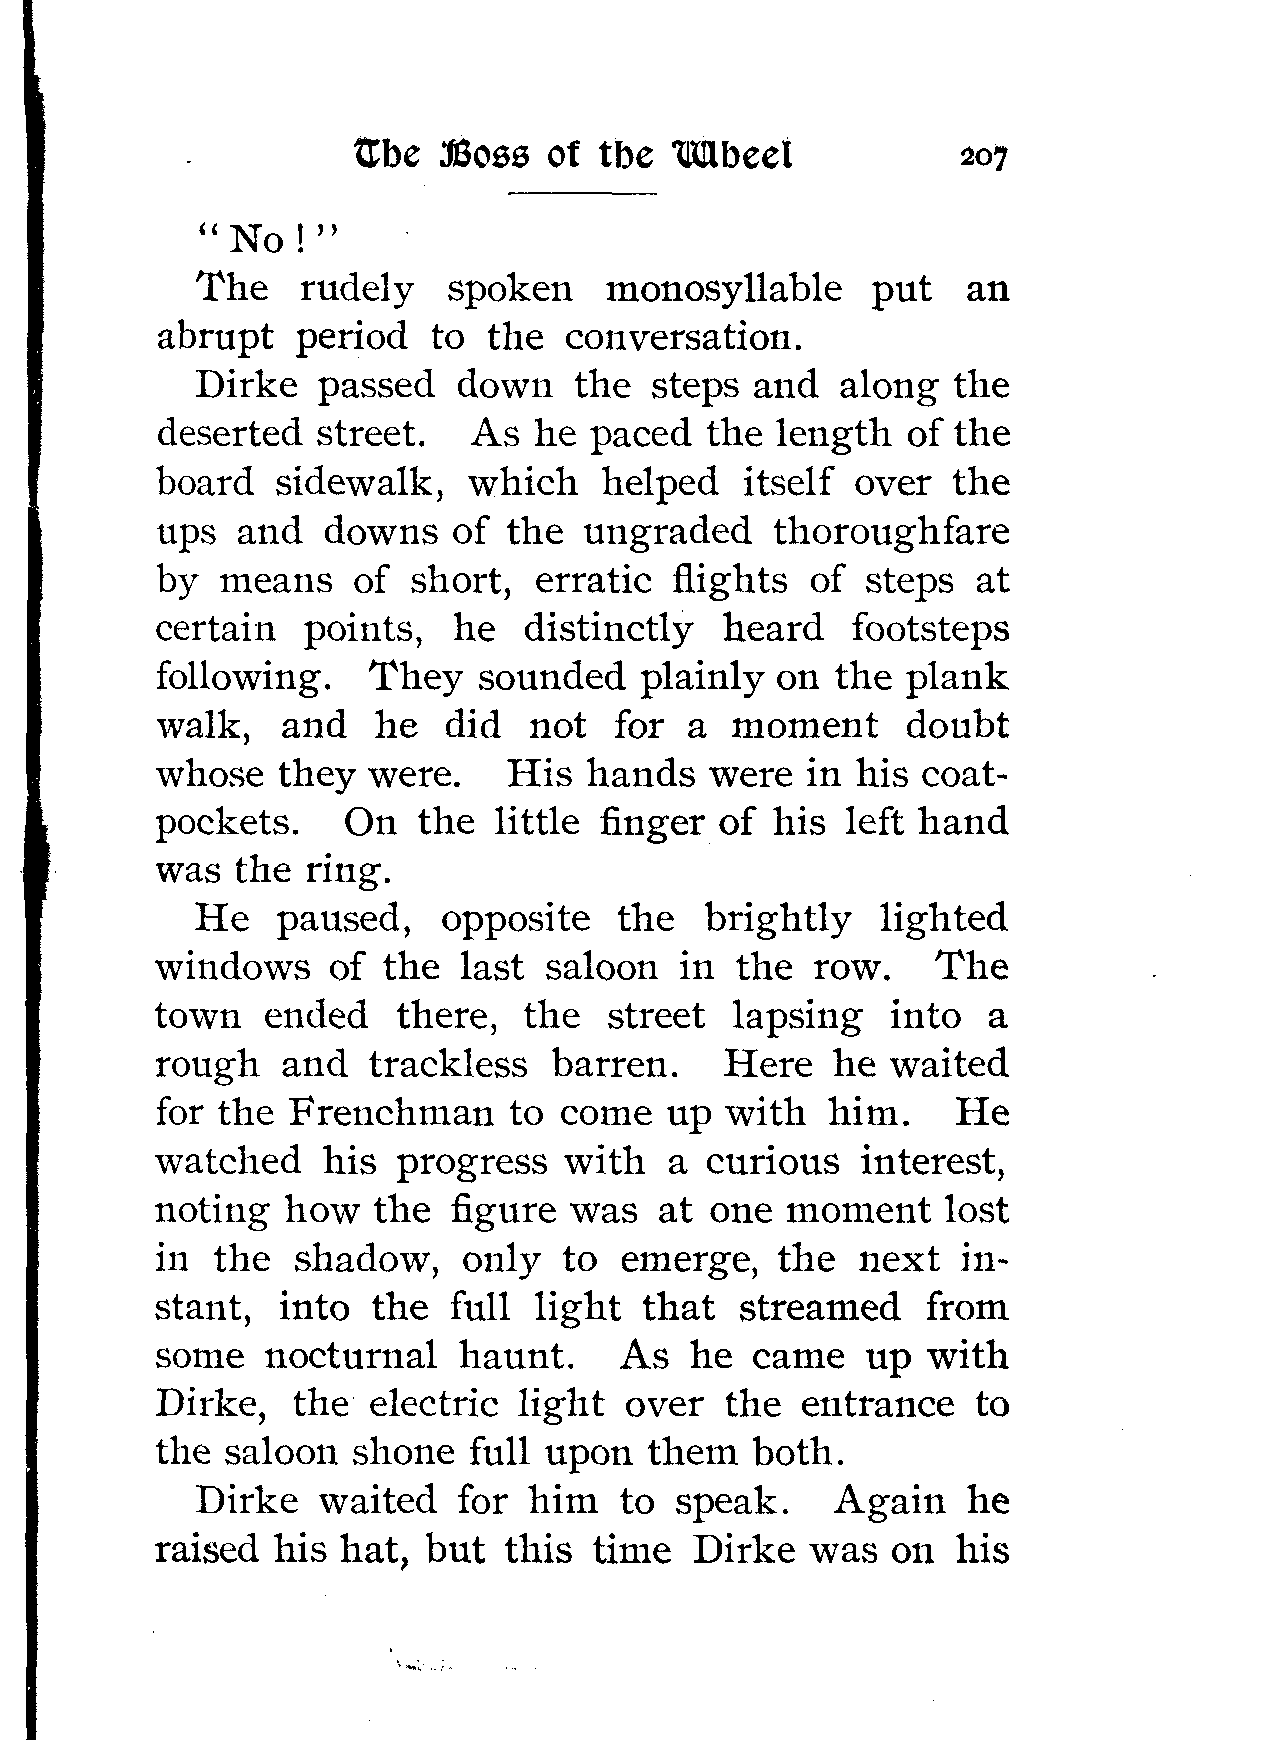 The Boss of the Wheel 207
"No!"
The rudely spoken monosyllable put an
abrupt period to the conversation.
Dirke passed down the steps and along the
deserted street. As he paced the length of the
board sidewalk, which helped itself over the
ups and downs of the ungraded thoroughfare
by means of short, erratic flights of steps at
certain points, he distinctly heard footsteps
following. They sounded plainly on the plank
walk, and he did not for a moment doubt
whose they were. His hands were in his coat-
pockets. On the little finger of his left hand
was the ring.
He paused, opposite the brightly lighted
windows of the last saloon in the row. The
town ended there, the street lapsing into a
rough and trackless barren. Here he waited
for the Frenchman to come up with him. He
watched his progress with a curious interest,
noting how the figure was at one moment lost
in the shadow, only to emerge, the next in-
stant, into the full light that streamed from
some nocturnal haunt. As he came up with
Dirke, the electric light over the entrance to
the saloon shone full upon them both.
Dirke waited for him to speak. Again he
raised his hat, but this time Dirke was on his